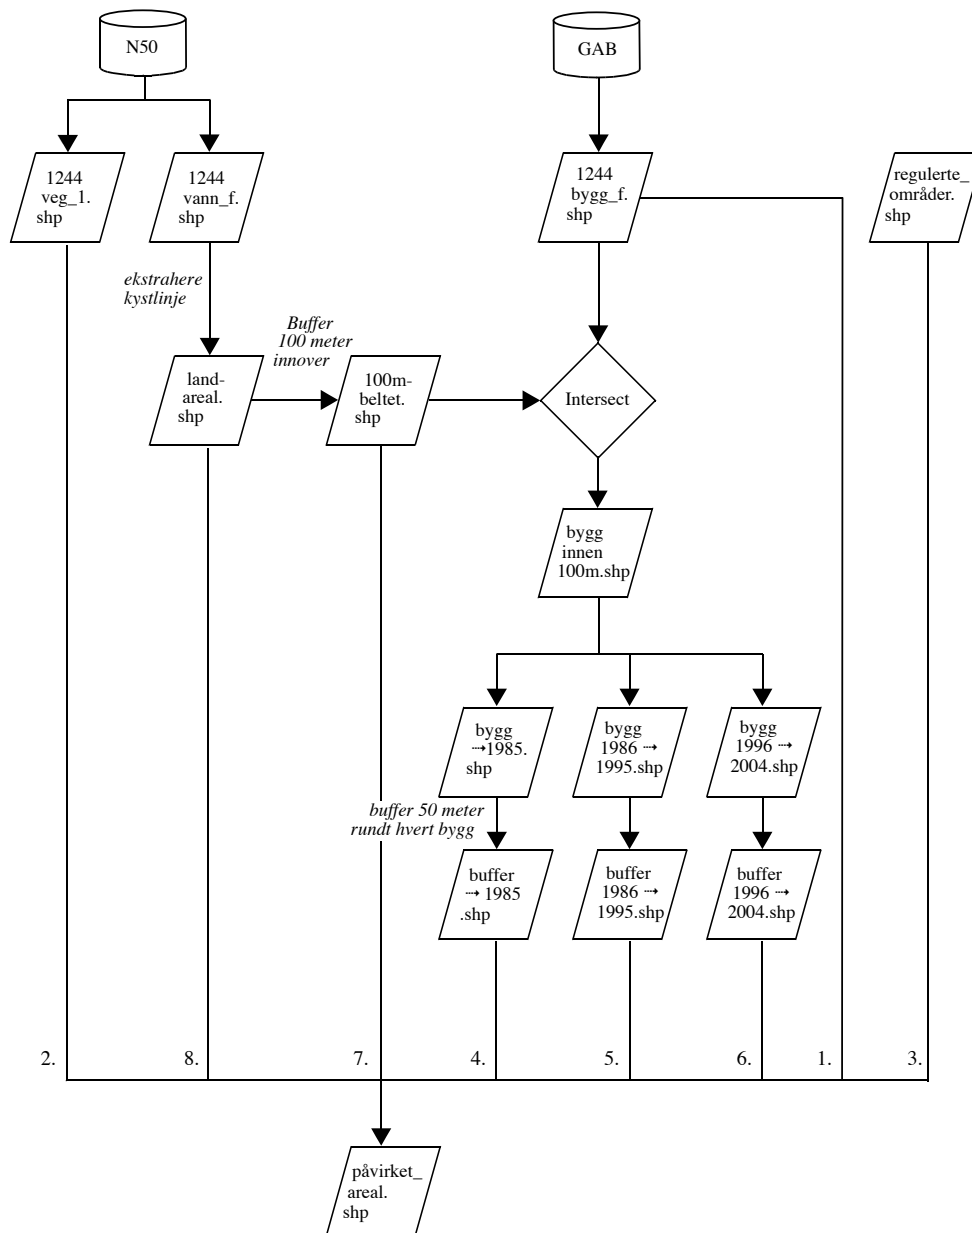 N50
GAB
1244
veg_1.
shp
1244
vann_f.
shp
1244
bygg_f.
shp
regulerte_
områder.
shp
ekstrahere
kystlinje
Buffer
100 meter
innover
land-
areal.
shp
100m-
beltet.
shp
Intersect
bygg
innen
100m.shp
bygg
⇢1985.
shp
bygg
1986 ⇢
1995.shp
bygg
1996 ⇢
2004.shp
buffer 50 meter
rundt hvert bygg
buffer
⇢ 1985
.shp
buffer
1986 ⇢
1995.shp
buffer
1996 ⇢
2004.shp
2.
8.
7.
4.
5.
6.
1.
3.
påvirket_
areal.
shp